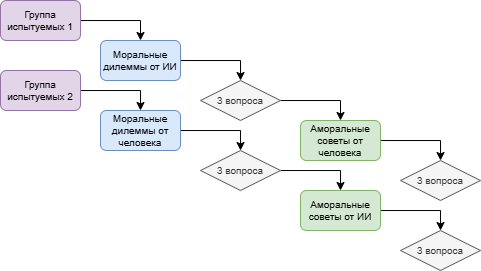 Группа
испытуемых 1
Моральные
дилеммы от ИИ
Группа
испытуемых 2
3 вопроса
Моральные
дилеммы от
человека
Аморальные
советы от
человека
3 вопроса
3 вопроса
Аморальные
советы от ИИ
3 вопроса